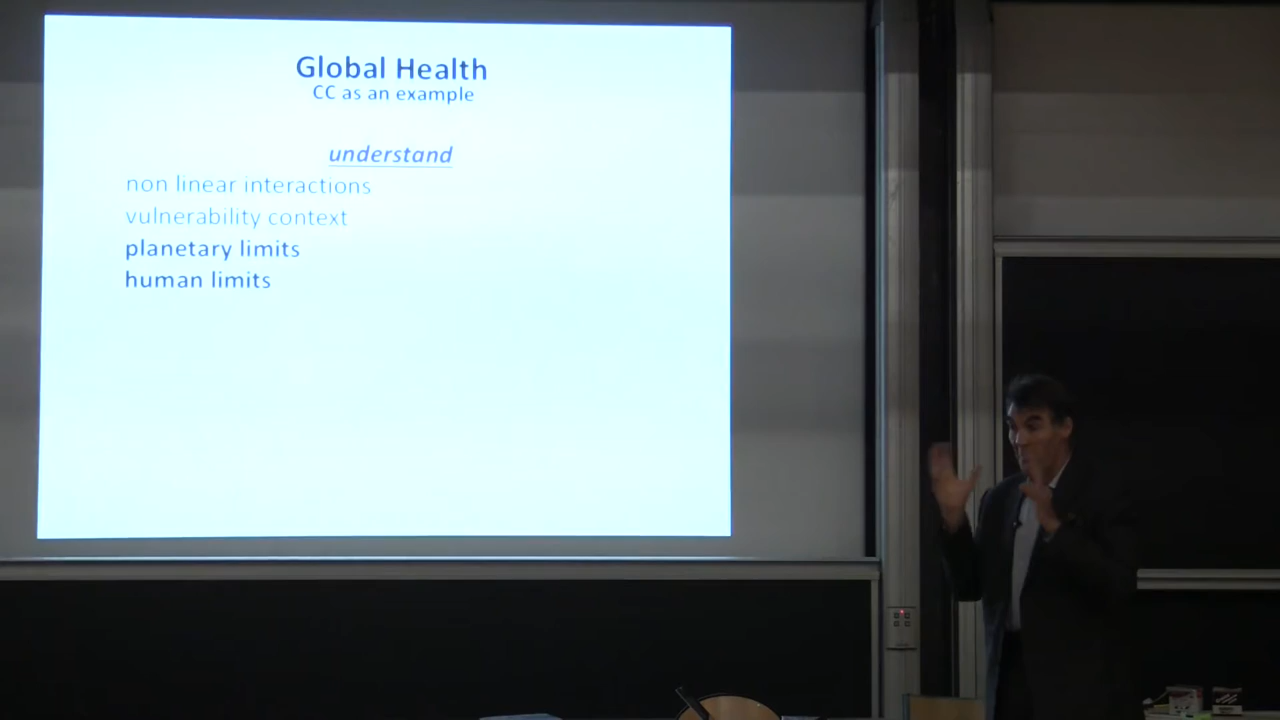 Global Health
CC as an example
understand
non linear interactions
vulnerability context
planetary limits
human limits